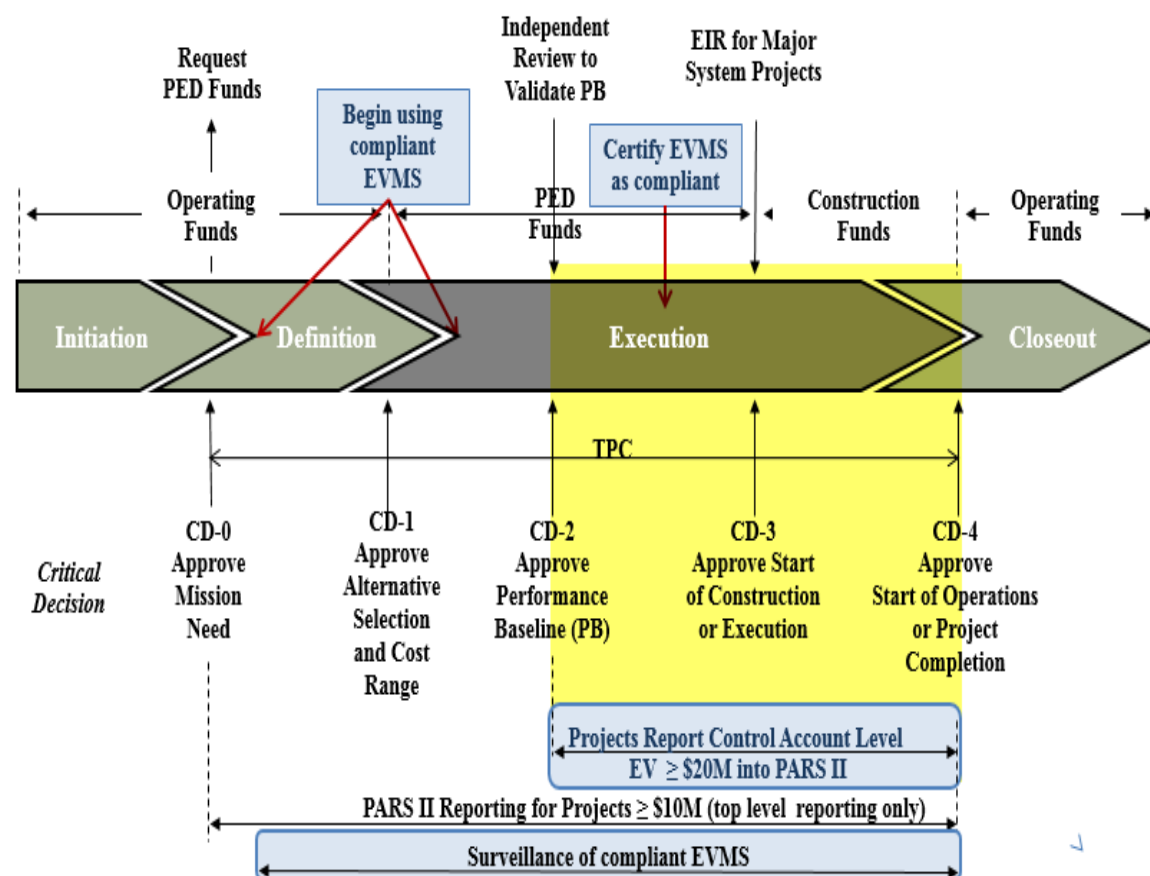 Request
PED Funds
Independent
Review to
Validate PB
EIR for Major
System Projects
Begin using
compliant
EVMS
Certify EVMS
as compliant
Operating
Funds
PED
Funds
Construction
Funds
Operating
Funds
Initiation
Definition
Execution
Closeout
TPC
Critical
Decision
CD-0
Approve
Mission
Need
CD-1
Approve
Alternative
Selection
and Cost
Range
CD-2
Approve
Performance
Baseline (PB)
CD-3
Approve Start
of Construction
or Execution
CD-4
Approve
Start of Operations
or Project
Completion
Projects Report Control Account Level
EV ≥ $20M into PARS II
PARS II Reporting for Projects ≥ $10M (top level reporting only)
Surveillance of compliant EVMS